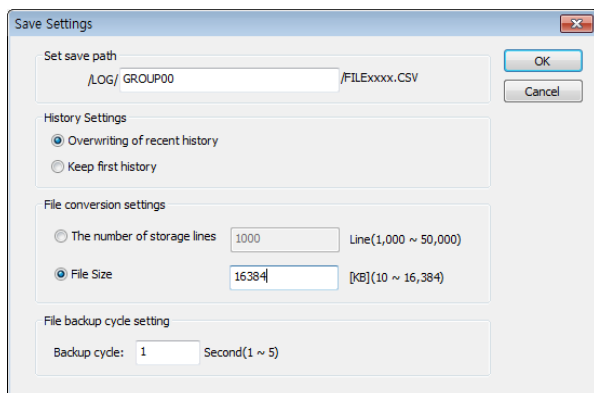 Save Settings
Set save path
/LOG/ GROUP00 /FILExxxx.CSV
OK
Cancel
History Settings
Overwriting of recent history
Keep first history
File conversion settings
The number of storage lines 1000 Line(1,000 ~ 50,000)
File Size 16384 [KB](10 ~ 16,384)
File backup cycle setting
Backup cycle: 1 Second(1 ~ 5)